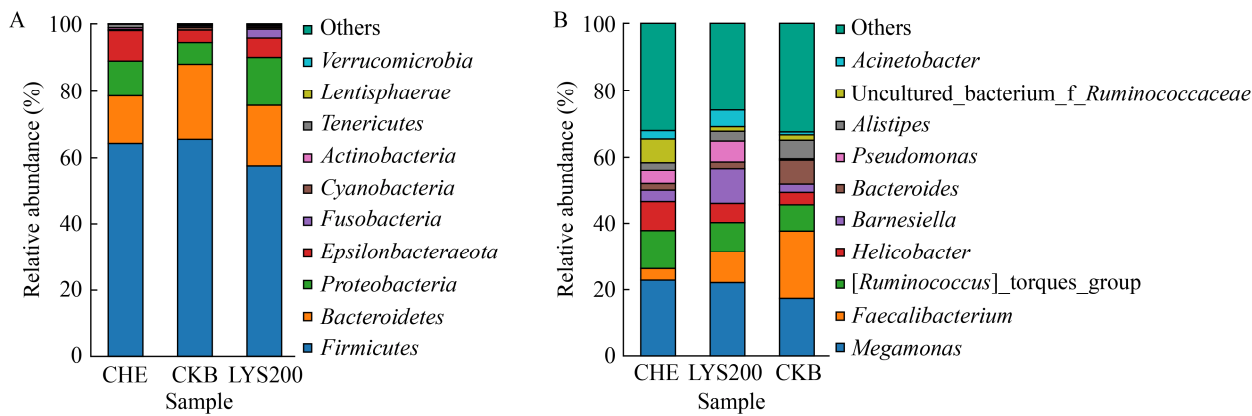 A
Relative abundance (%)
100
80
60
40
20
0
CHE CKB LYS200
Sample
Others
Verrucomicrobia
Lentisphaerae
Tenericutes
Actinobacteria
Cyanobacteria
Fusobacteria
Epsilonbacteraeota
Proteobacteria
Bacteroidetes
Firmicutes
B
Relative abundance (%)
100
80
60
40
20
0
CHE LYS200 CKB
Sample
Others
Acinetobacter
Uncultured_bacterium_f_Ruminococcaceae
Alistipes
Pseudomonas
Bacteroides
Barnesiella
Helicobacter
[Ruminococcus]_torques_group
Faecalibacterium
Megamonas